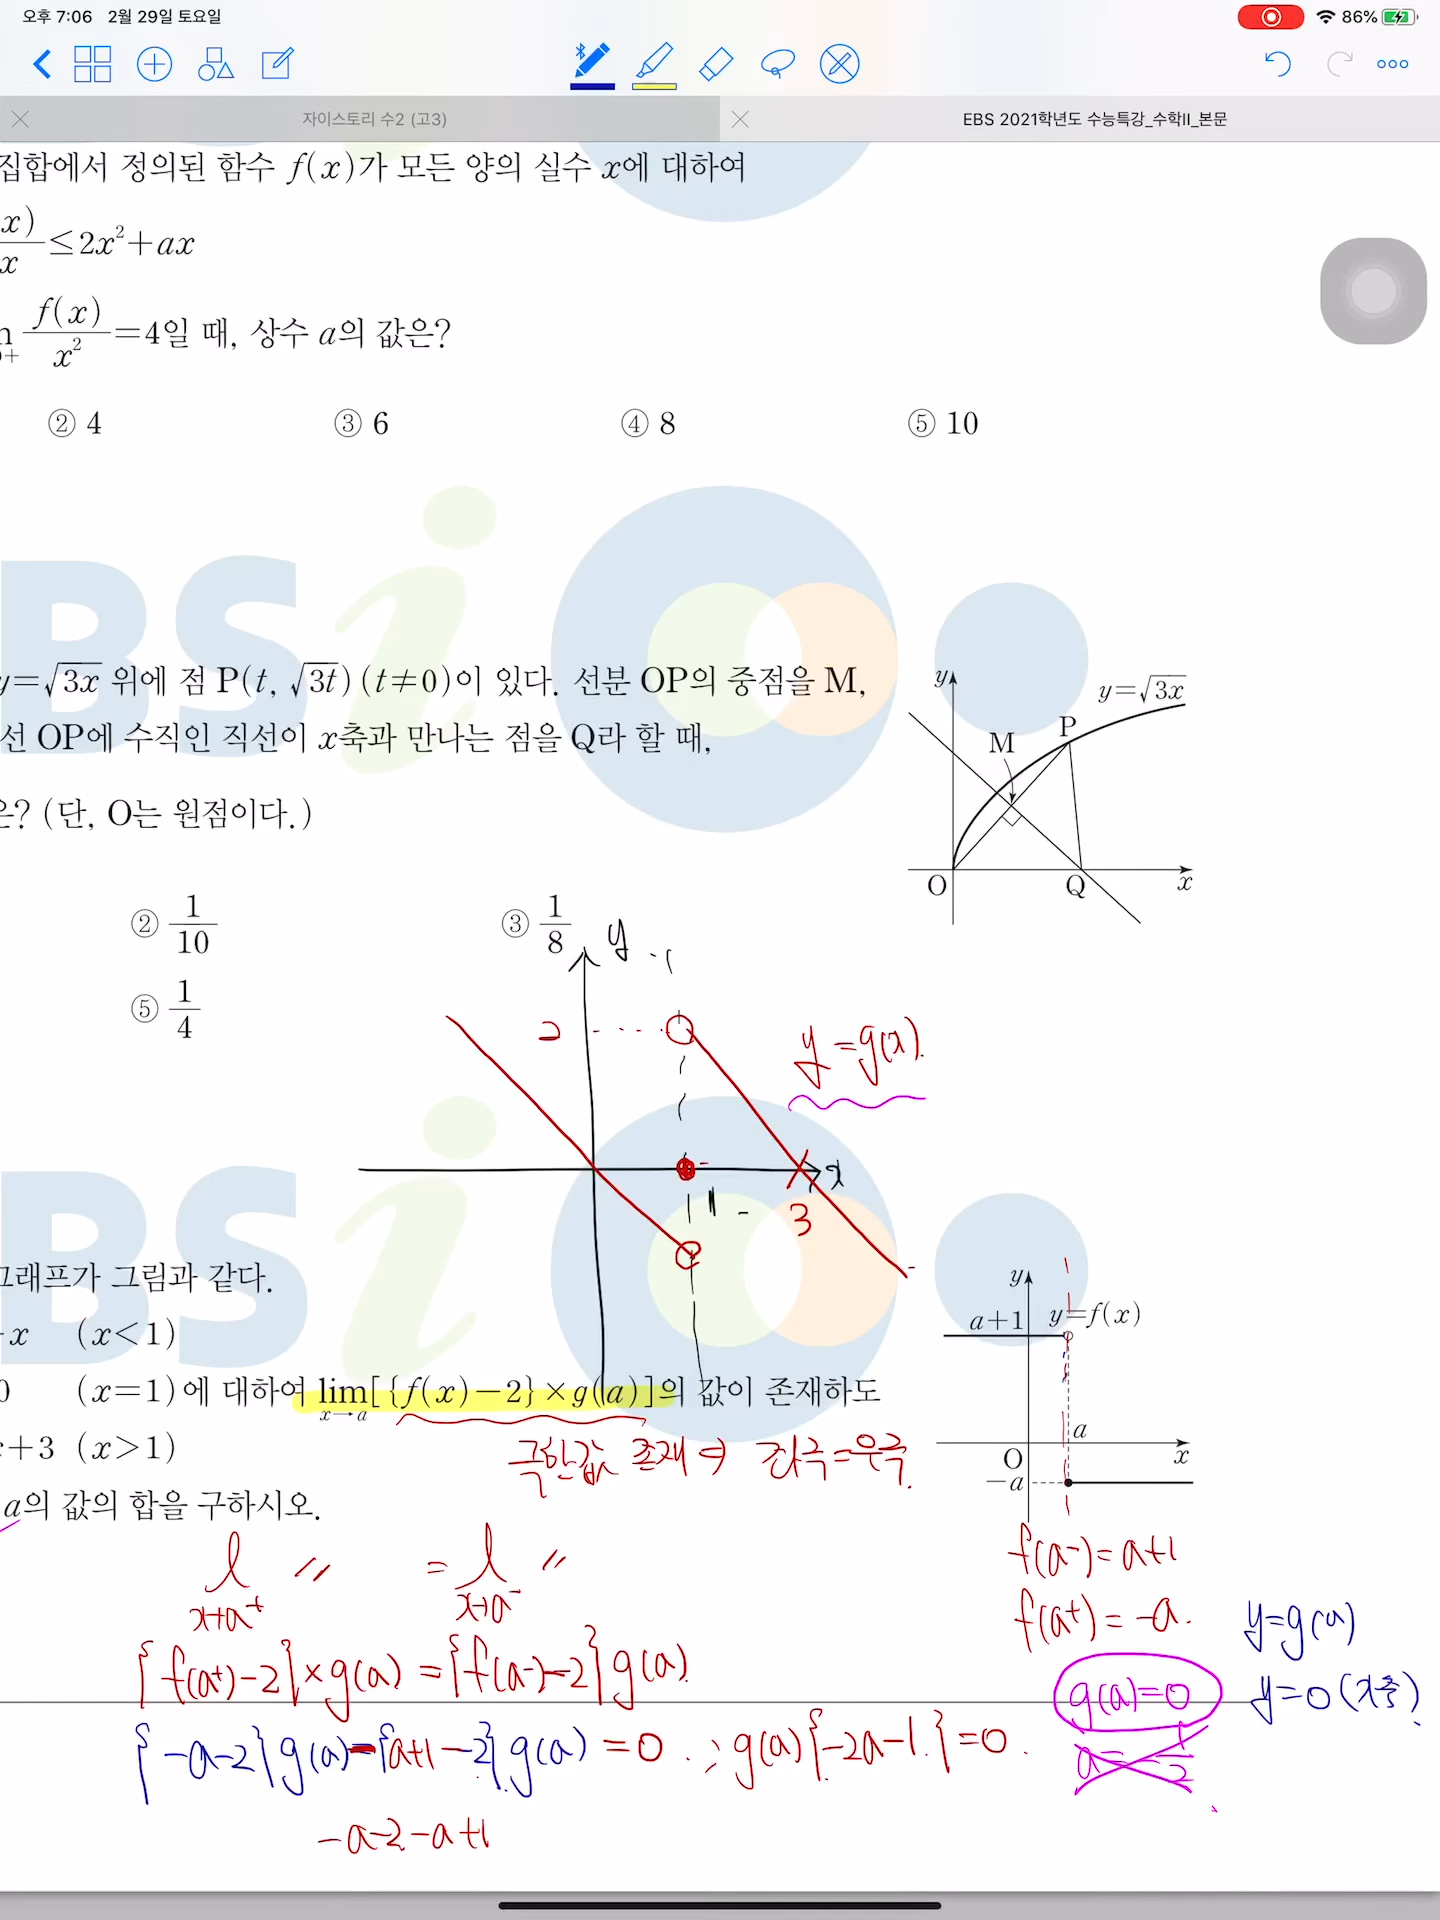 오후 7:06 2월 29일 토요일
86%
자이스토리 수2 (고3)
EBS 2021학년도 수능특강_수학II_본문
집합에서 정의된 함수 f(x)가 모든 양의 실수 x에 대하여
x)/x ≤2x²+ax
f(x)/x² =4일 때, 상수 a의 값은?
② 4 ③ 6 ④ 8 ⑤ 10
y=√3x 위에 점 P(t, √3t) (t≠0)이 있다. 선분 OP의 중점을 M,
선 OP에 수직인 직선이 x축과 만나는 점을 Q라 할 때,
은? (단, O는 원점이다.)
y
y=√3x
P
M
O
Q
x
② 1/10 ③ 1/8
⑤ 1/4
y
2
y=g(x).
x
1
3
그래프가 그림과 같다.
-x (x<1)
0 (x=1)에 대하여 lim x→a [{f(x)-2}×g(a)]의 값이 존재하도
x+3 (x>1)
a의 값의 합을 구하시오.
y
a+1
y=f(x)
a
O
x
-a
극한값 존재 ⇒ 좌극=우극.
l x→a⁺ 〃 = l x→a⁻ 〃
{f(a⁺)-2}×g(a)={f(a-)-2}g(a)
{-a-2}g(a)-{a+1-2}g(a)=0 ∴g(a){-2a-1}=0.
-a-2-a+1
f(a-)=a+1
f(a+)=-a.
g(a)=0
a=-1/2
y=g(a)
y=0(x축)
BSi
BSi